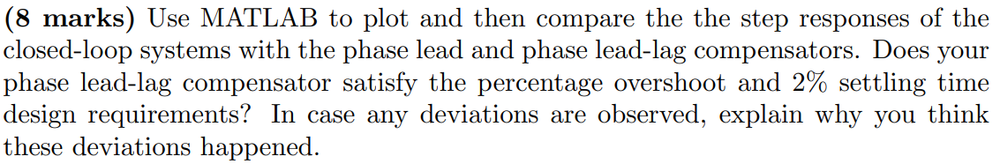 (8 marks) Use MATLAB to plot and then compare the the step responses of the
closed-loop systems with the phase lead and phase lead-lag compensators. Does your
phase lead-lag compensator satisfy the percentage overshoot and 2% settling time
design requirements? In case any deviations are observed, explain why you think
these deviations happened.